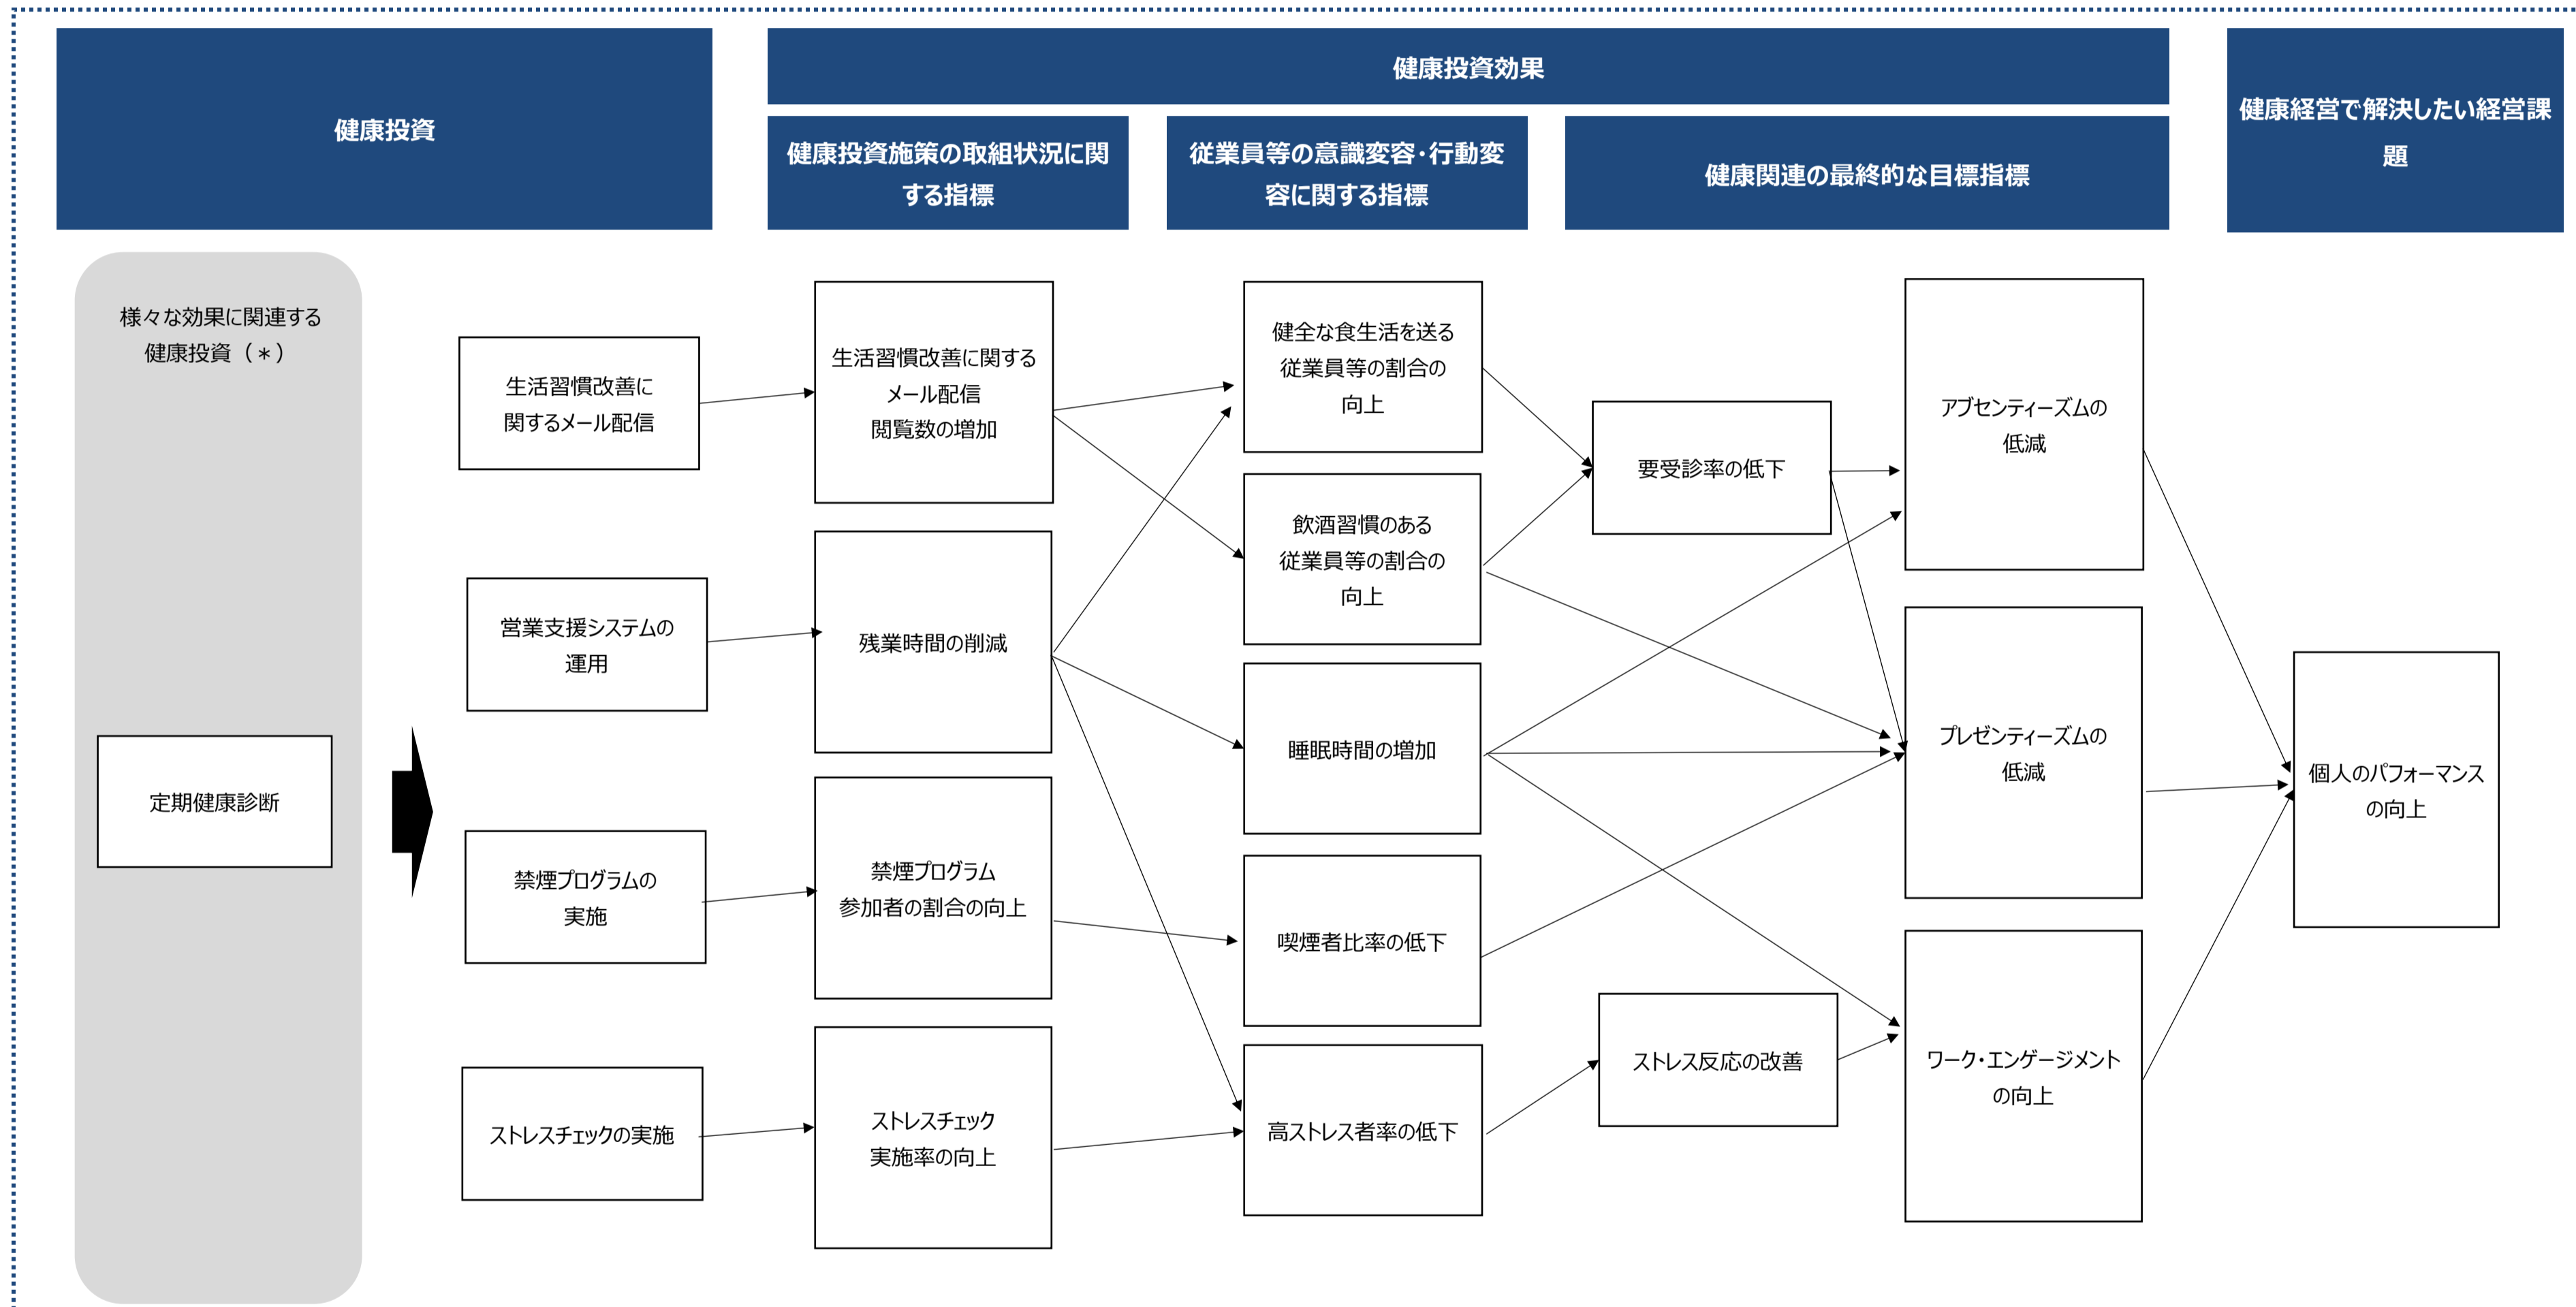 健康投資
健康投資効果
健康投資施策の取組状況に関
する指標
従業員等の意識変容・行動変
容に関する指標
健康関連の最終的な目標指標
健康経営で解決したい経営課
題
様々な効果に関連する
健康投資（＊）
定期健康診断
生活習慣改善に
関するメール配信
営業支援システムの
運用
禁煙プログラムの
実施
ストレスチェックの実施
生活習慣改善に関する
メール配信
閲覧数の増加
残業時間の削減
禁煙プログラム
参加者の割合の向上
ストレスチェック
実施率の向上
健全な食生活を送る
従業員等の割合の
向上
飲酒習慣のある
従業員等の割合の
向上
睡眠時間の増加
喫煙者比率の低下
高ストレス者率の低下
要受診率の低下
ストレス反応の改善
アブセンティーズムの
低減
プレゼンティーズムの
低減
ワーク・エンゲージメント
の向上
個人のパフォーマンス
の向上